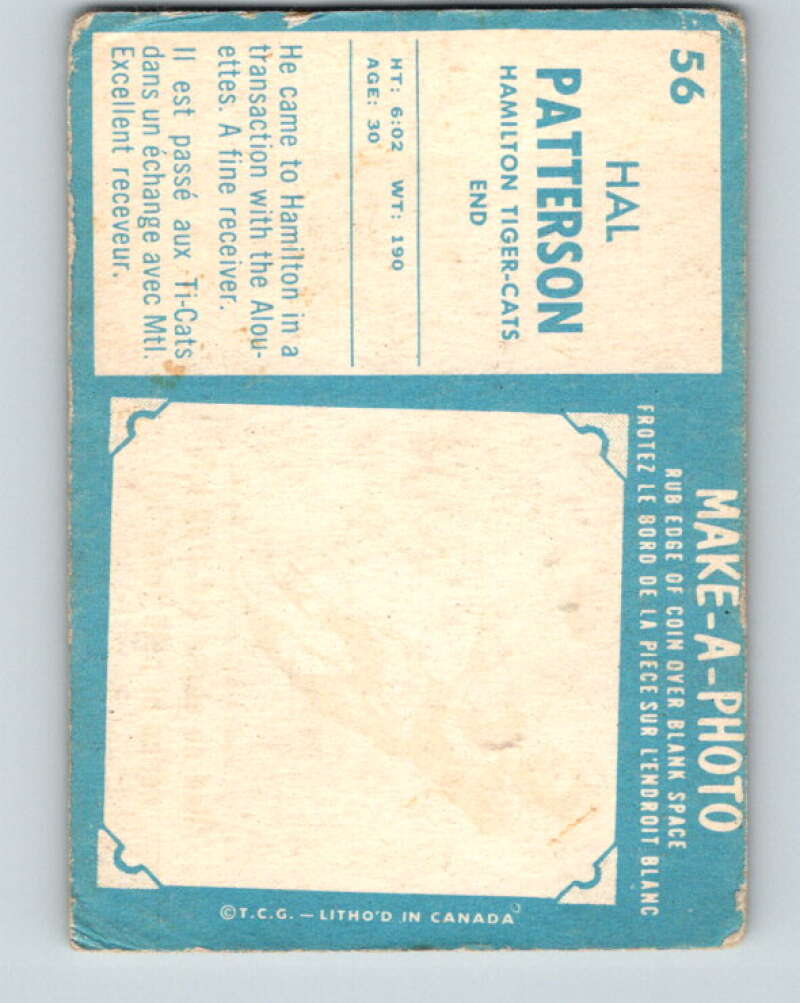 56
HAL
PATTERSON
HAMILTON TIGER-CATS
END
HT: 6:02 WT: 190
AGE: 30
He came to Hamilton in a
transaction with the Alou-
ettes. A fine receiver.
Il est passé aux Ti-Cats
dans un échange avec Mtl.
Excellent receveur.
MAKE-A-PHOTO
RUB EDGE OF COIN OVER BLANK SPACE
FROTEZ LE BORD DE LA PIECE SUR L'ENDROIT BLANC
©T.C.G. — LITHO'D IN CANADA